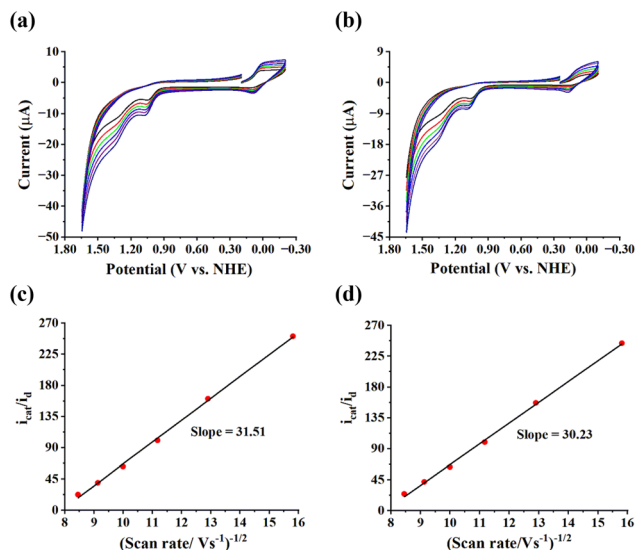 (a)
(b)
10
0
−10
−20
−30
−40
−50
Current (μA)
1.80 1.50 1.20 0.90 0.60 0.30 0.00 −0.30
Potential (V vs. NHE)
9
0
−9
−18
−27
−36
−45
Current (μA)
1.80 1.50 1.20 0.90 0.60 0.30 0.00 −0.30
Potential (V vs. NHE)
(c)
(d)
270
225
180
135
90
45
0
i_cat/i_d
Slope = 31.51
8 9 10 11 12 13 14 15 16
(Scan rate/ Vs⁻¹)⁻¹/²
270
225
180
135
90
45
0
i_cat/i_d
Slope = 30.23
8 9 10 11 12 13 14 15 16
(Scan rate/Vs⁻¹)⁻¹/²